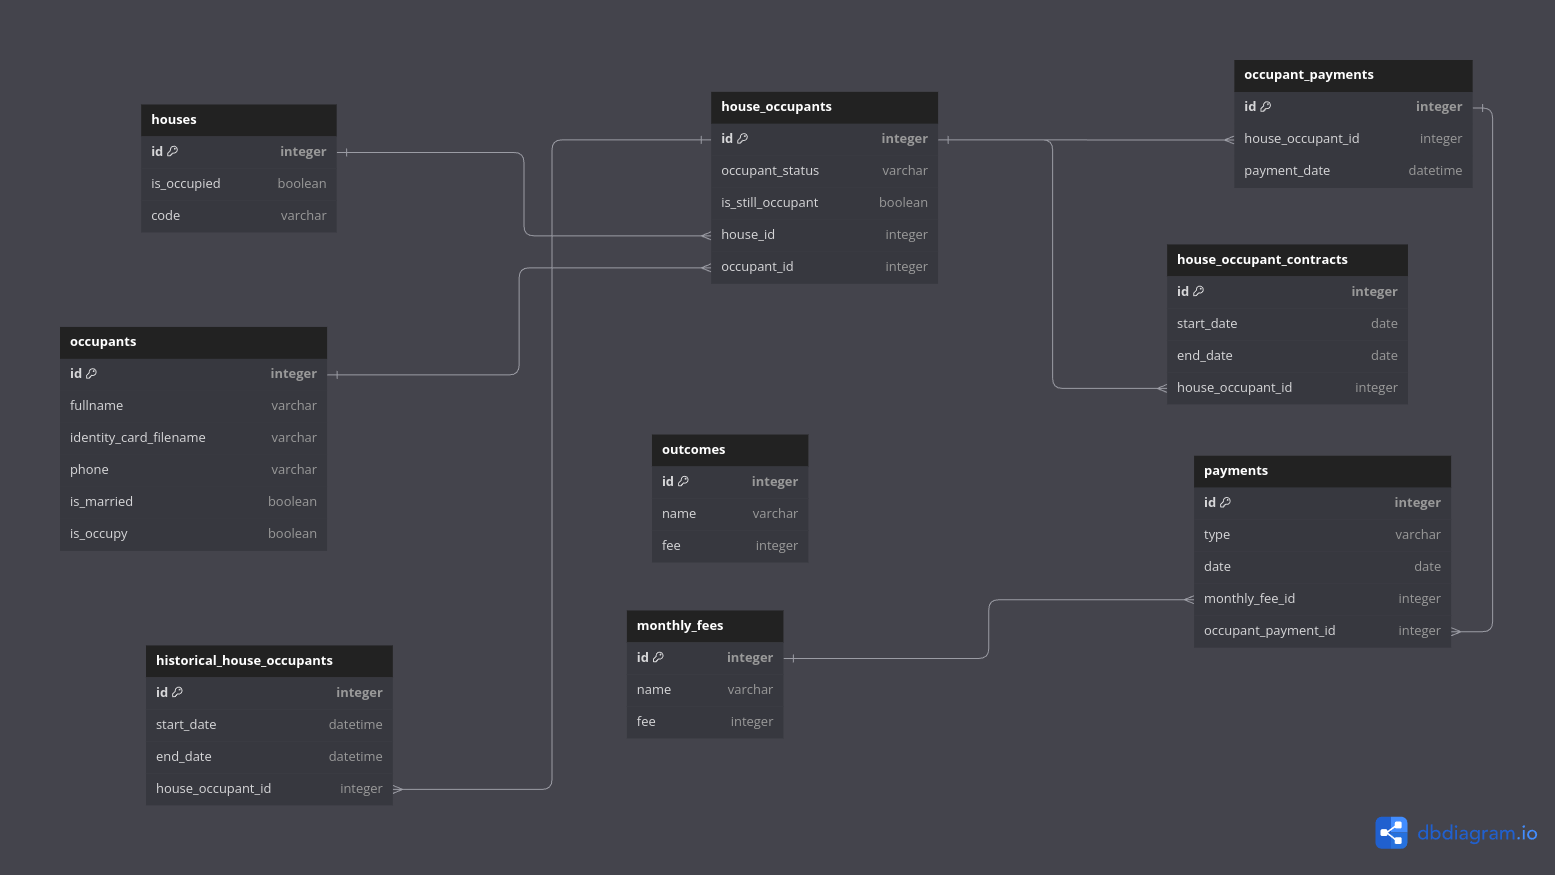 houses
id integer
is_occupied boolean
code varchar
occupants
id integer
fullname varchar
identity_card_filename varchar
phone varchar
is_married boolean
is_occupy boolean
historical_house_occupants
id integer
start_date datetime
end_date datetime
house_occupant_id integer
house_occupants
id integer
occupant_status varchar
is_still_occupant boolean
house_id integer
occupant_id integer
outcomes
id integer
name varchar
fee integer
monthly_fees
id integer
name varchar
fee integer
occupant_payments
id integer
house_occupant_id integer
payment_date datetime
house_occupant_contracts
id integer
start_date date
end_date date
house_occupant_id integer
payments
id integer
type varchar
date date
monthly_fee_id integer
occupant_payment_id integer
dbdiagram.io